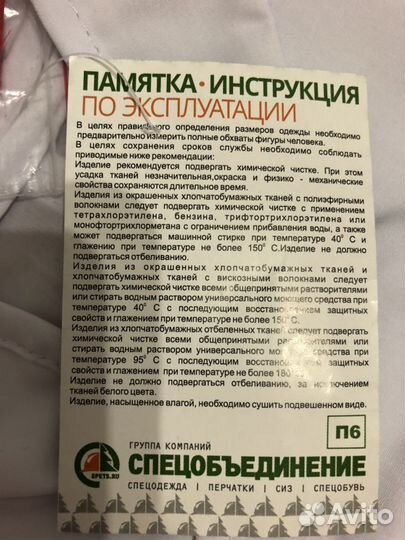 ПАМЯТКА·ИНСТРУКЦИЯ
ПО ЭКСПЛУАТАЦИИ
В целях правильного определения размеров одежды необходимо
предварительно измерить полные обхваты фигуры человека.
В целях сохранения сроков службы необходимо соблюдать
приводимые ниже рекомендации:
Изделие рекомендуется подвергать химической чистке. При этом
усадка тканей незначительная,окраска и физико - механические
свойства сохраняются длительное время.
Изделия из окрашенных хлопчатобумажных тканей с полиэфирными
волокнами следует подвергать химической чистке с применением
тетрахлорэтилена, бензина, трифтортрихлорэтилена или
монофтортрихлорметана с ограничением прибавления воды, а также
может подвергаться машинной стирке при температуре 40° С и
глажению при температуре не более 150°С.Изделие не должно
подвергаться отбеливанию.
Изделия из окрашенных хлопчатобумажных тканей и
хлопчатобумажных тканей с вискозными волокнами следует
подвергать химической чистке всеми общепринятыми растворителями
или стирать водным раствором универсального моющего средства при
температуре 40° С с последующим восстановлением защитных
свойств и глажением при температуре не более 150°С.
Изделия из хлопчатобумажных отбеленных тканей следует подвергать
химической чистке всеми общепринятыми растворителями или
стирать водным раствором универсального моющего средства при
температуре 95° С с последующим восстановлением защитных
свойств и глажением при температуре не более 180°С.
Изделие не должно подвергаться отбеливанию, за исключением
тканей белого цвета.
Изделие, насыщенное влагой, необходимо сушить подвешенном виде.
П6
ГРУППА КОМПАНИЙ
СПЕЦОБЪЕДИНЕНИЕ
ZPETS.RU
СПЕЦОДЕЖДА | ПЕРЧАТКИ | СИЗ | СПЕЦОБУВЬ
Avito